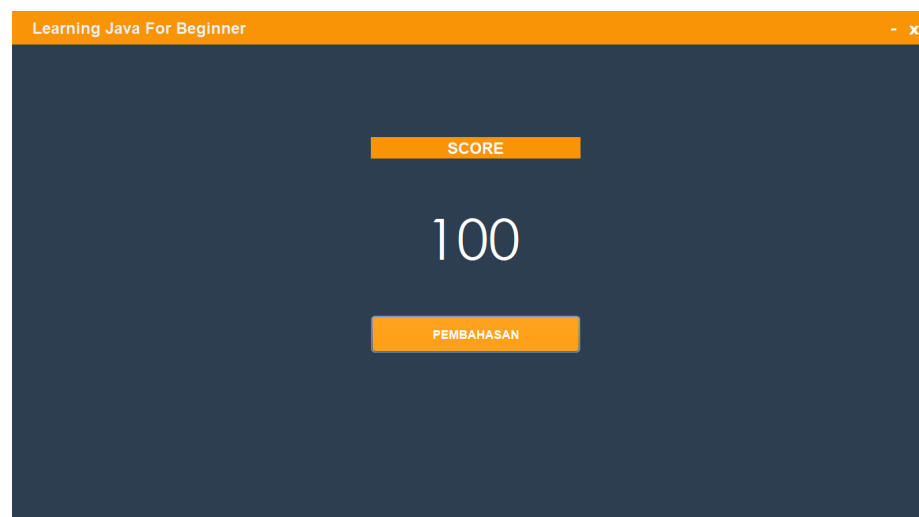 Learning Java For Beginner
- x
SCORE
100
PEMBAHASAN